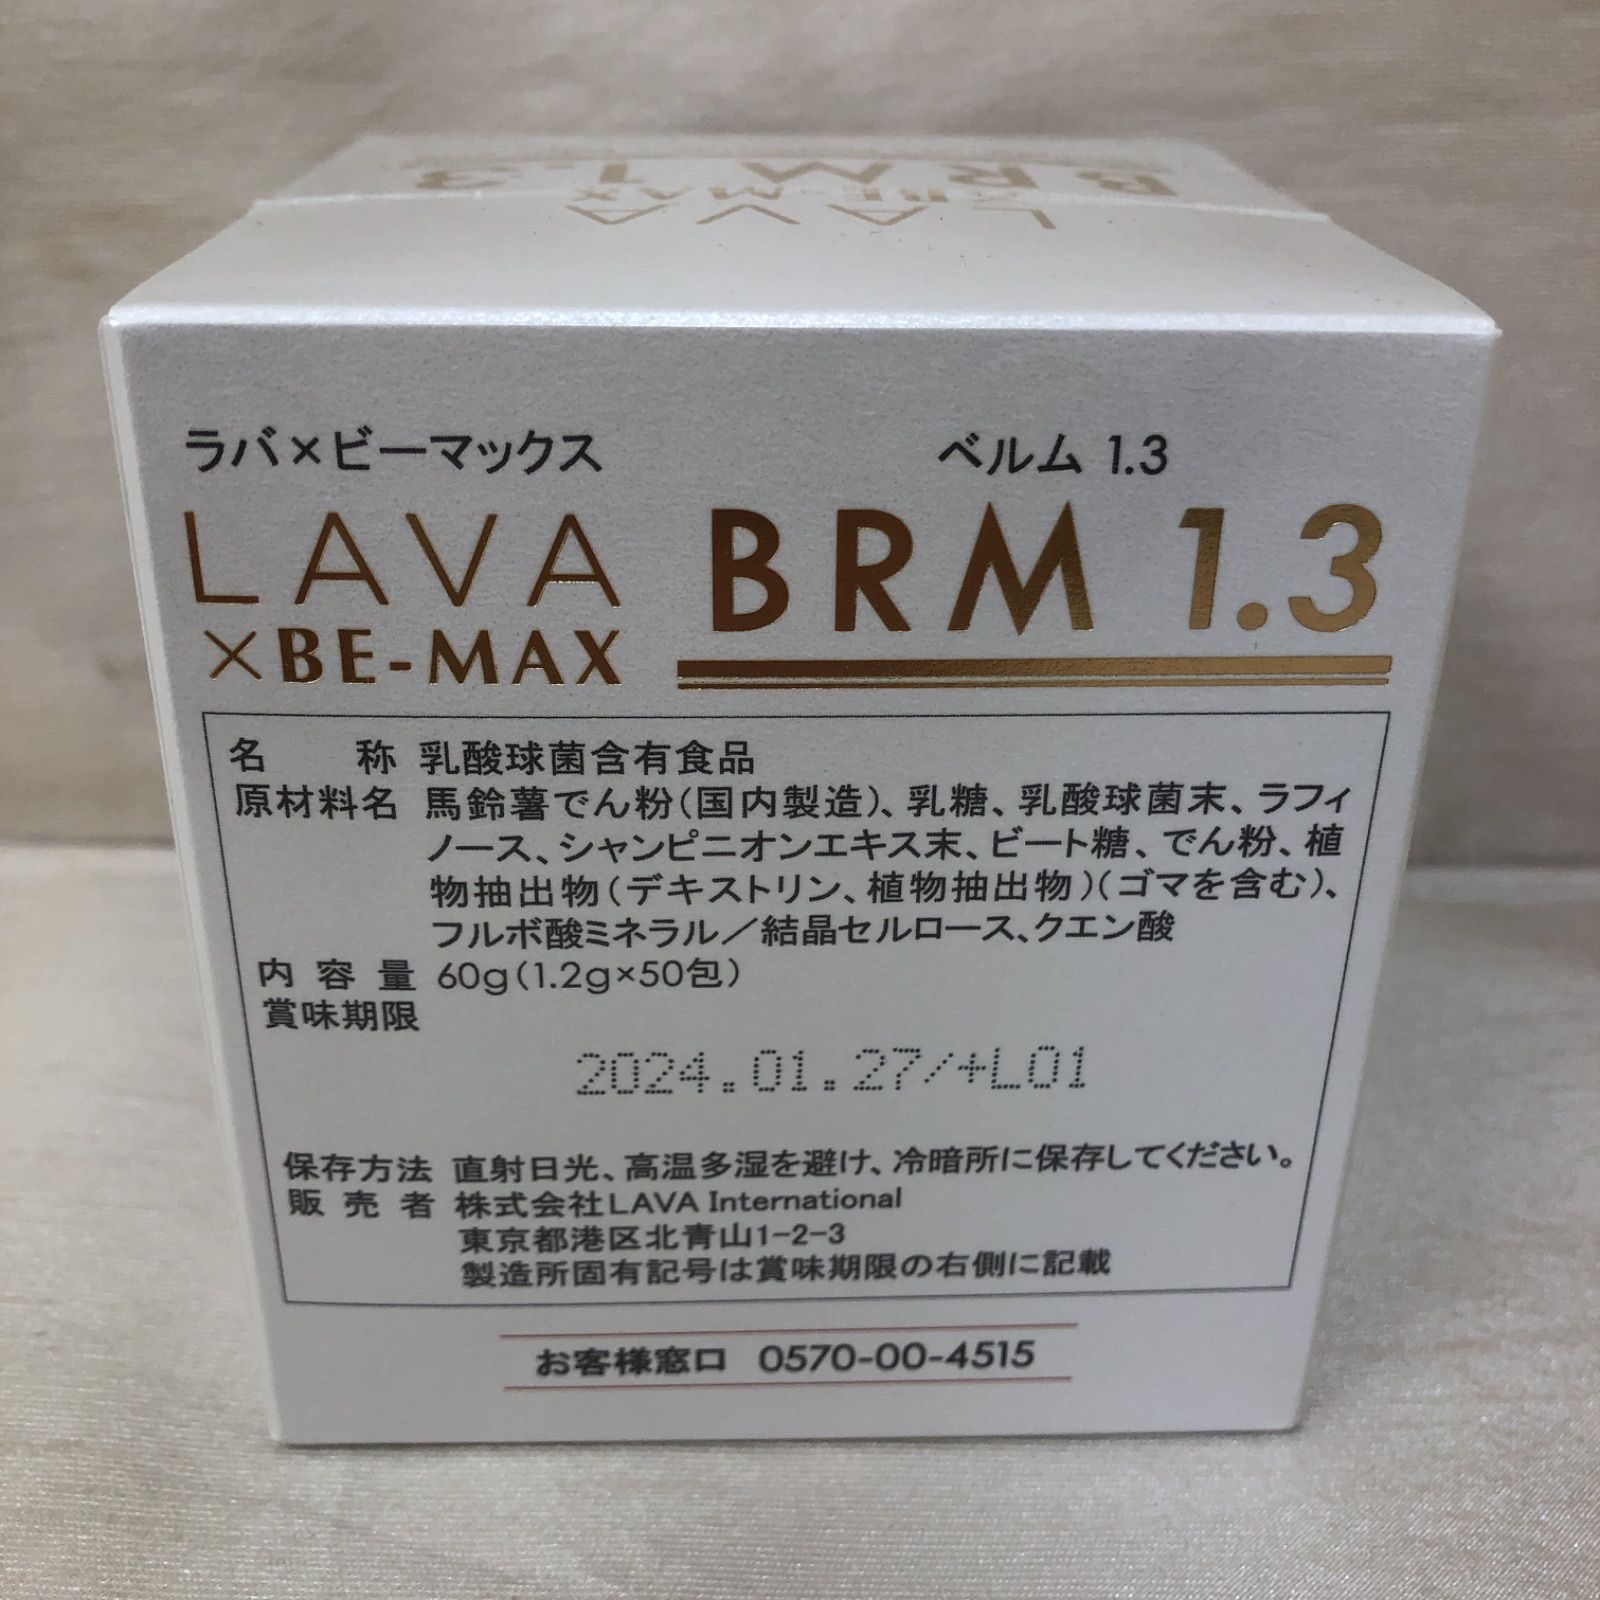 BRM 1.3
×BE-MAX
LAVA
ラバ×ビーマックス ベルム 1.3
LAVA BRM 1.3
×BE-MAX
名称 乳酸球菌含有食品
原材料名 馬鈴薯でん粉(国内製造)、乳糖、乳酸球菌末、ラフィ
ノース、シャンピニオンエキス末、ビート糖、でん粉、植
物抽出物(デキストリン、植物抽出物)(ゴマを含む)、
フルボ酸ミネラル／結晶セルロース、クエン酸
内容量 60g(1.2g×50包)
賞味期限
2024.01.27/+L01
保存方法 直射日光、高温多湿を避け、冷暗所に保存してください。
販売者 株式会社LAVA International
東京都港区北青山1-2-3
製造所固有記号は賞味期限の右側に記載
お客様窓口 0570-00-4515